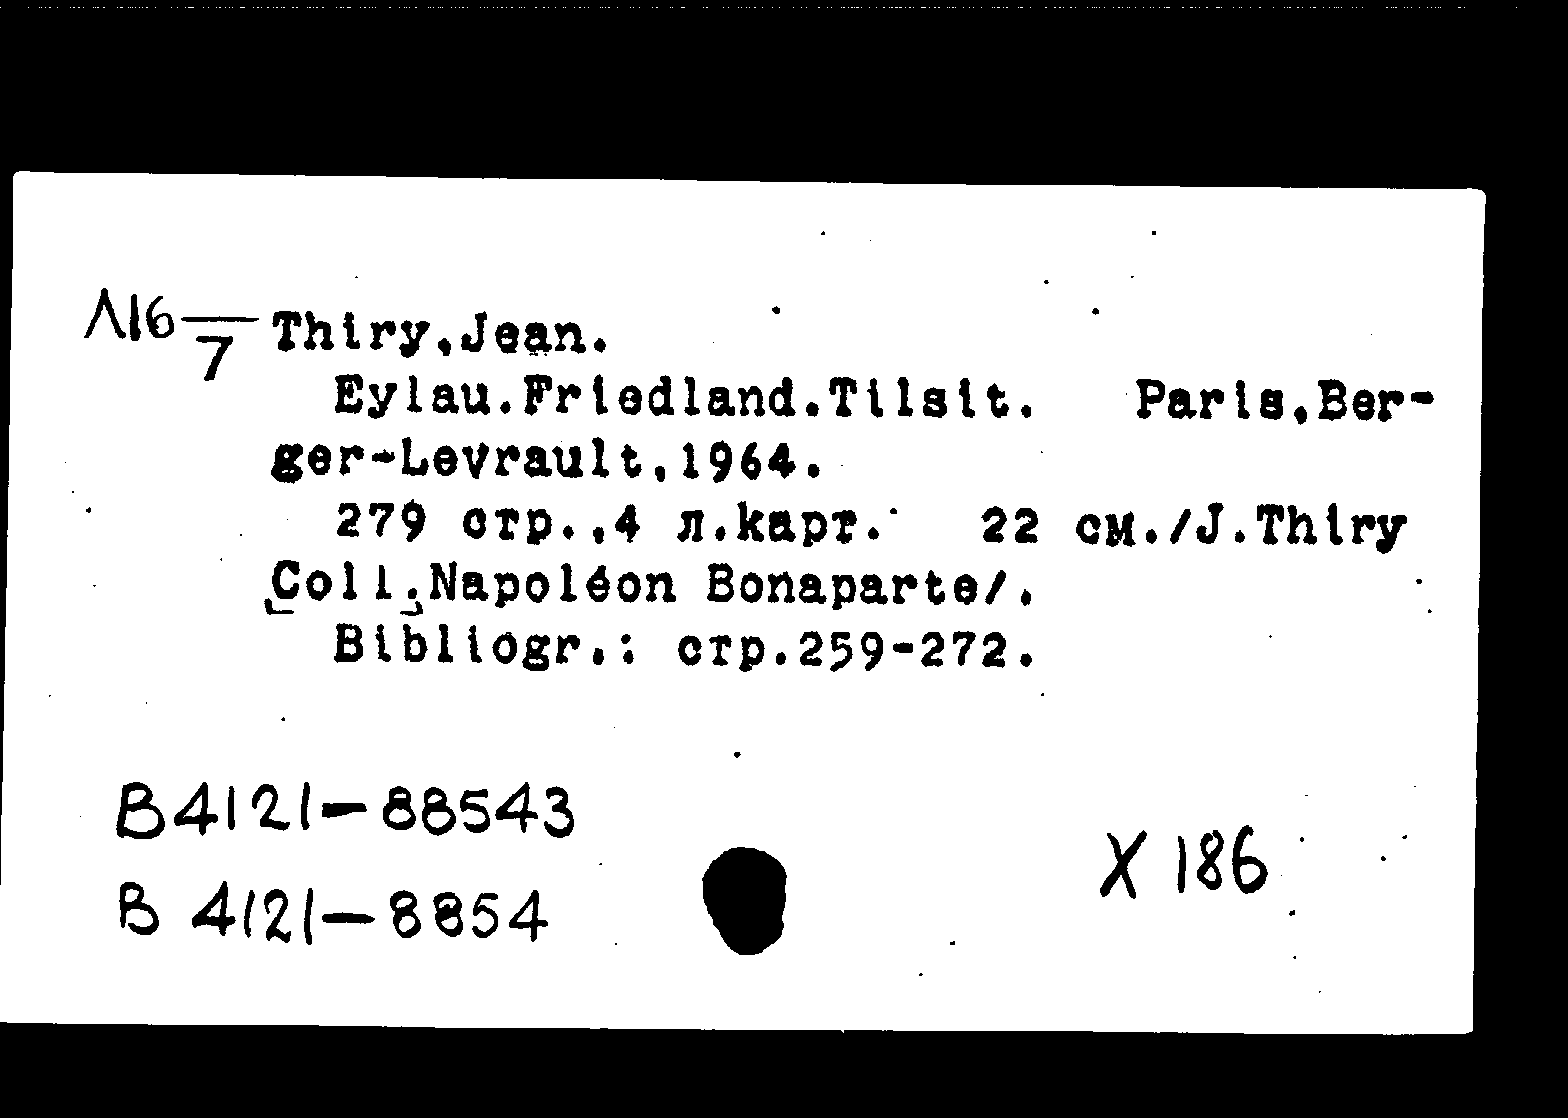 Л16/7 Thiry,Jean.
Eylau.Friedland.Tilsit. Paris,Ber-
ger-Levrault,1964.
279 стр.,4 л.карт. 22 см./J.Thiry
Coll.Napoléon Bonaparte/.
Bibliogr.: стр.259-272.
B4121-88543
B 4121-8854
X 186